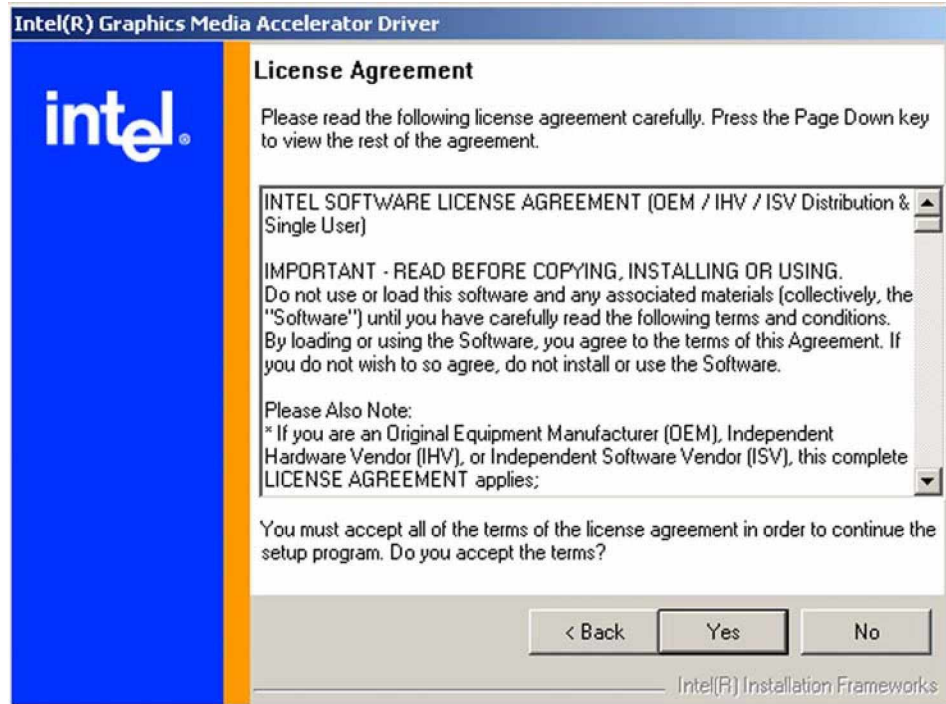 Intel(R) Graphics Media Accelerator Driver
intel®
License Agreement
Please read the following license agreement carefully. Press the Page Down key
to view the rest of the agreement.
INTEL SOFTWARE LICENSE AGREEMENT (OEM / IHV / ISV Distribution &
Single User)
IMPORTANT - READ BEFORE COPYING, INSTALLING OR USING.
Do not use or load this software and any associated materials (collectively, the
"Software") until you have carefully read the following terms and conditions.
By loading or using the Software, you agree to the terms of this Agreement. If
you do not wish to so agree, do not install or use the Software.
Please Also Note:
* If you are an Original Equipment Manufacturer (OEM), Independent
Hardware Vendor (IHV), or Independent Software Vendor (ISV), this complete
LICENSE AGREEMENT applies;
You must accept all of the terms of the license agreement in order to continue the
setup program. Do you accept the terms?
< Back
Yes
No
Intel(R) Installation Frameworks